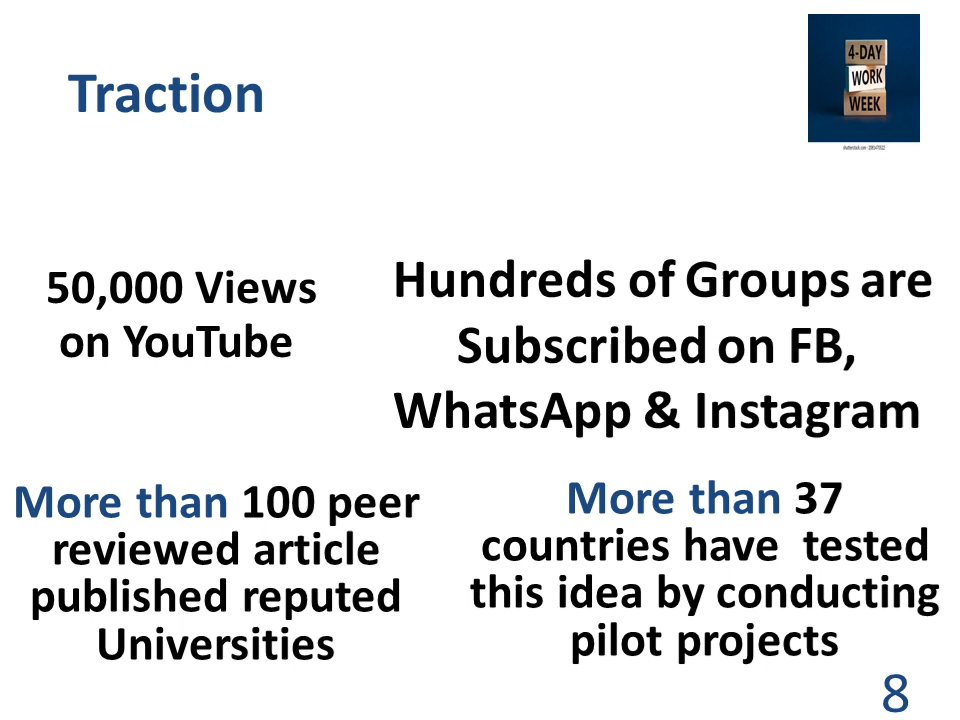 Traction
4-DAY
WORK
WEEK
50,000 Views
on YouTube
Hundreds of Groups are
Subscribed on FB,
WhatsApp & Instagram
More than 100 peer
reviewed article
published reputed
Universities
More than 37
countries have tested
this idea by conducting
pilot projects
8